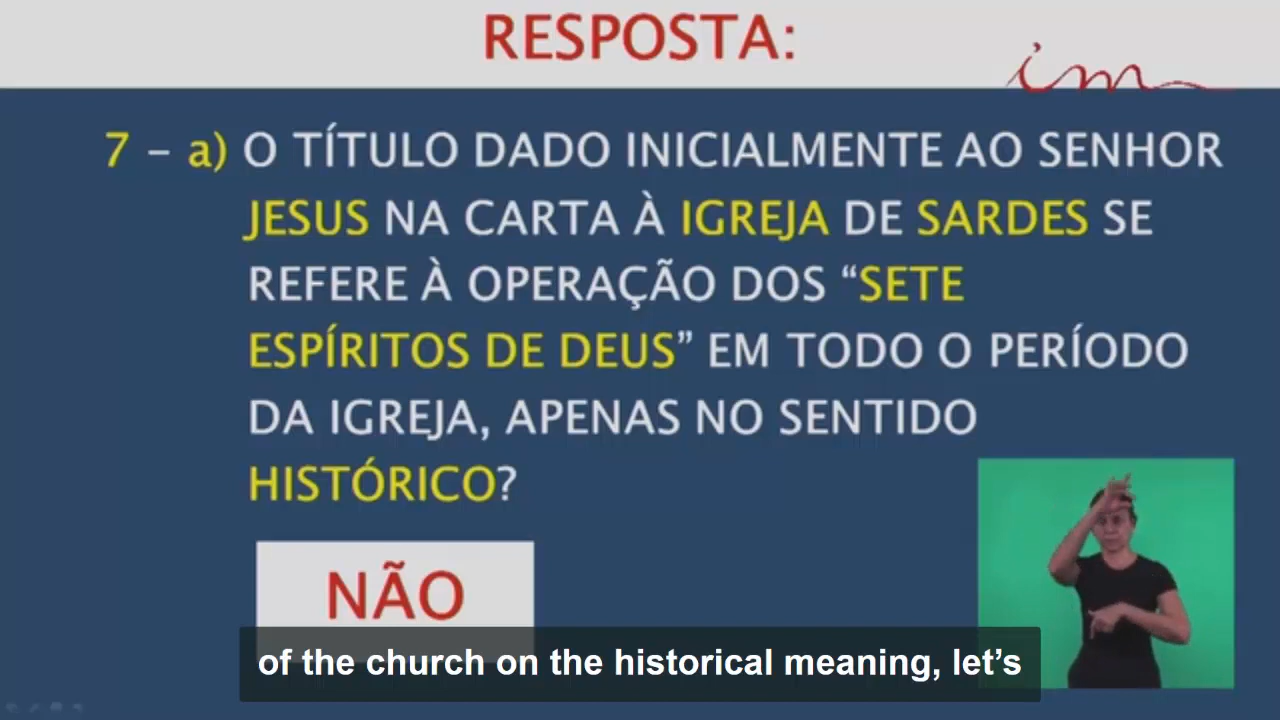 RESPOSTA:
im
7 – a) O TÍTULO DADO INICIALMENTE AO SENHOR
JESUS NA CARTA À IGREJA DE SARDES SE
REFERE À OPERAÇÃO DOS “SETE
ESPÍRITOS DE DEUS” EM TODO O PERÍODO
DA IGREJA, APENAS NO SENTIDO
HISTÓRICO?
NÃO
of the church on the historical meaning, let’s